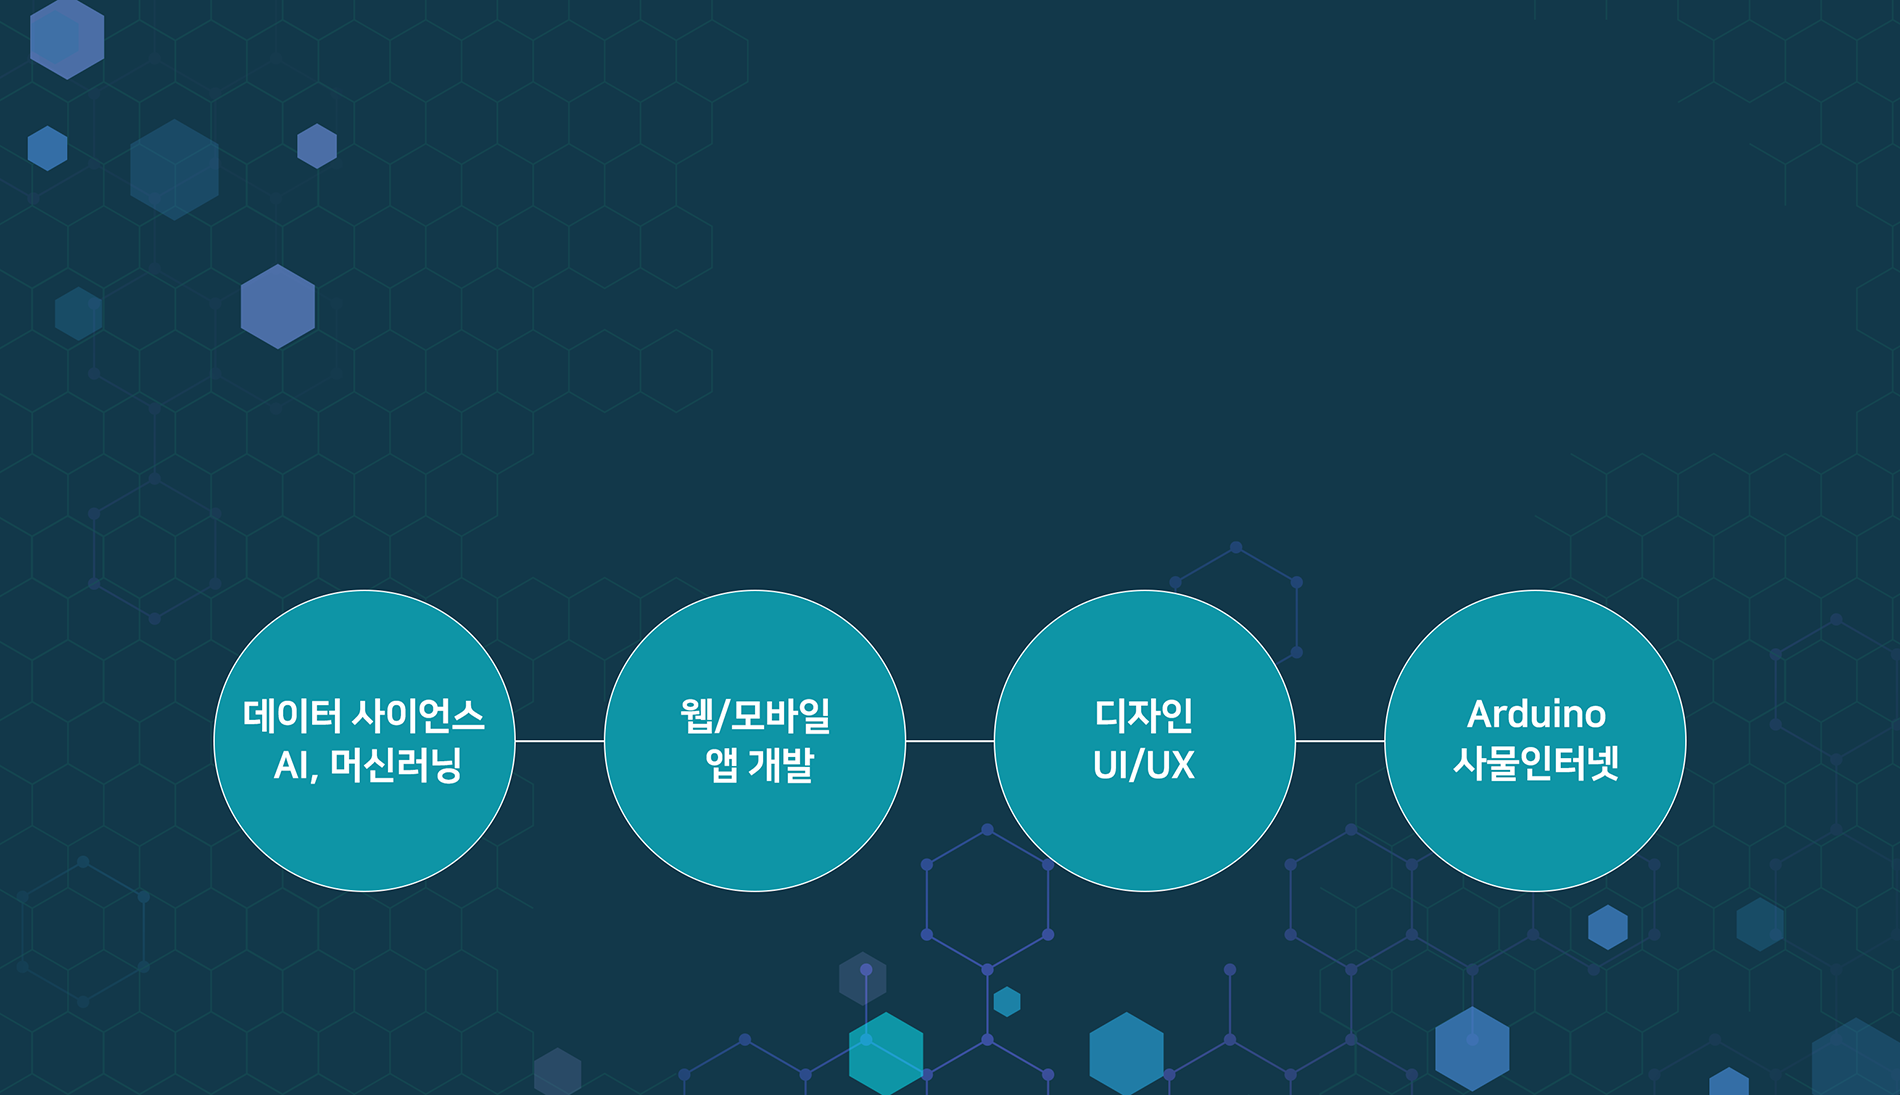 데이터 사이언스
AI, 머신러닝
웹/모바일
앱 개발
디자인
UI/UX
Arduino
사물인터넷